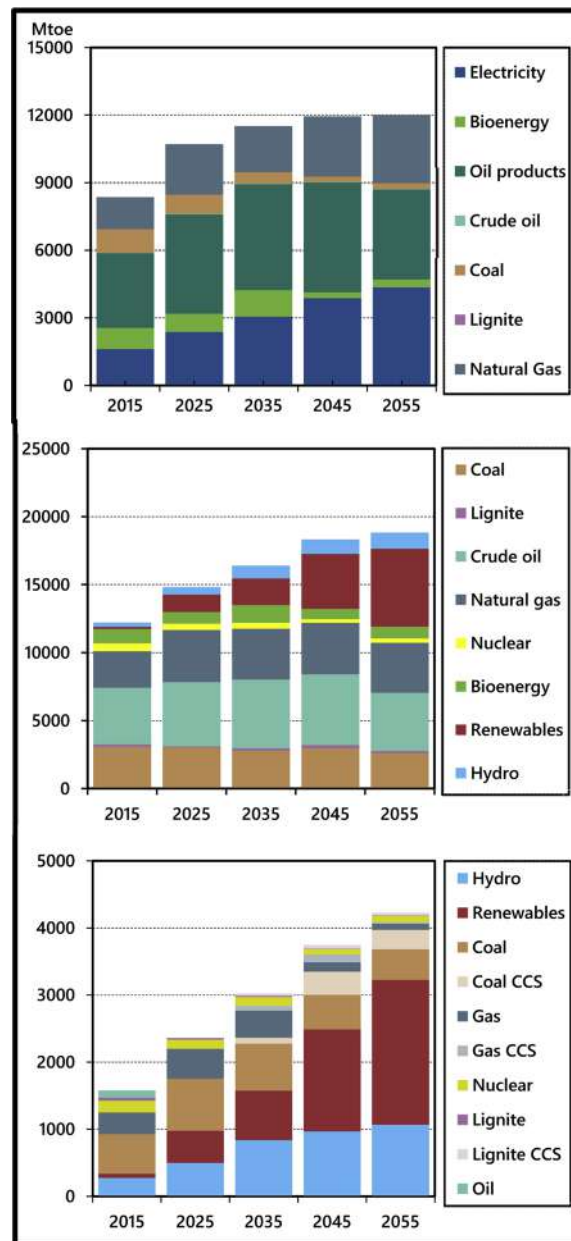 Mtoe
15000
12000
9000
6000
3000
0
2015 2025 2035 2045 2055
Electricity
Bioenergy
Oil products
Crude oil
Coal
Lignite
Natural Gas
25000
20000
15000
10000
5000
0
2015 2025 2035 2045 2055
Coal
Lignite
Crude oil
Natural gas
Nuclear
Bioenergy
Renewables
Hydro
5000
4000
3000
2000
1000
0
2015 2025 2035 2045 2055
Hydro
Renewables
Coal
Coal CCS
Gas
Gas CCS
Nuclear
Lignite
Lignite CCS
Oil